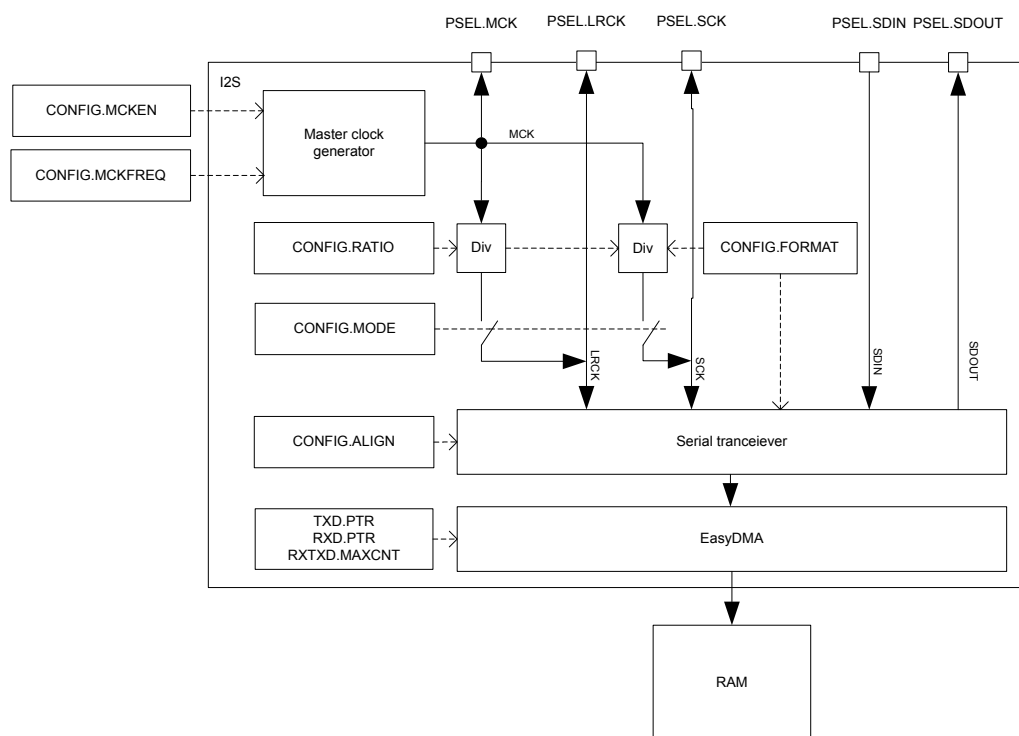 PSEL.MCK
PSEL.LRCK
PSEL.SCK
PSEL.SDIN
PSEL.SDOUT
I2S
CONFIG.MCKEN
CONFIG.MCKFREQ
Master clock
generator
MCK
CONFIG.RATIO
Div
Div
CONFIG.FORMAT
CONFIG.MODE
LRCK
SCK
SDIN
SDOUT
CONFIG.ALIGN
Serial tranceiever
TXD.PTR
RXD.PTR
RXTXD.MAXCNT
EasyDMA
RAM